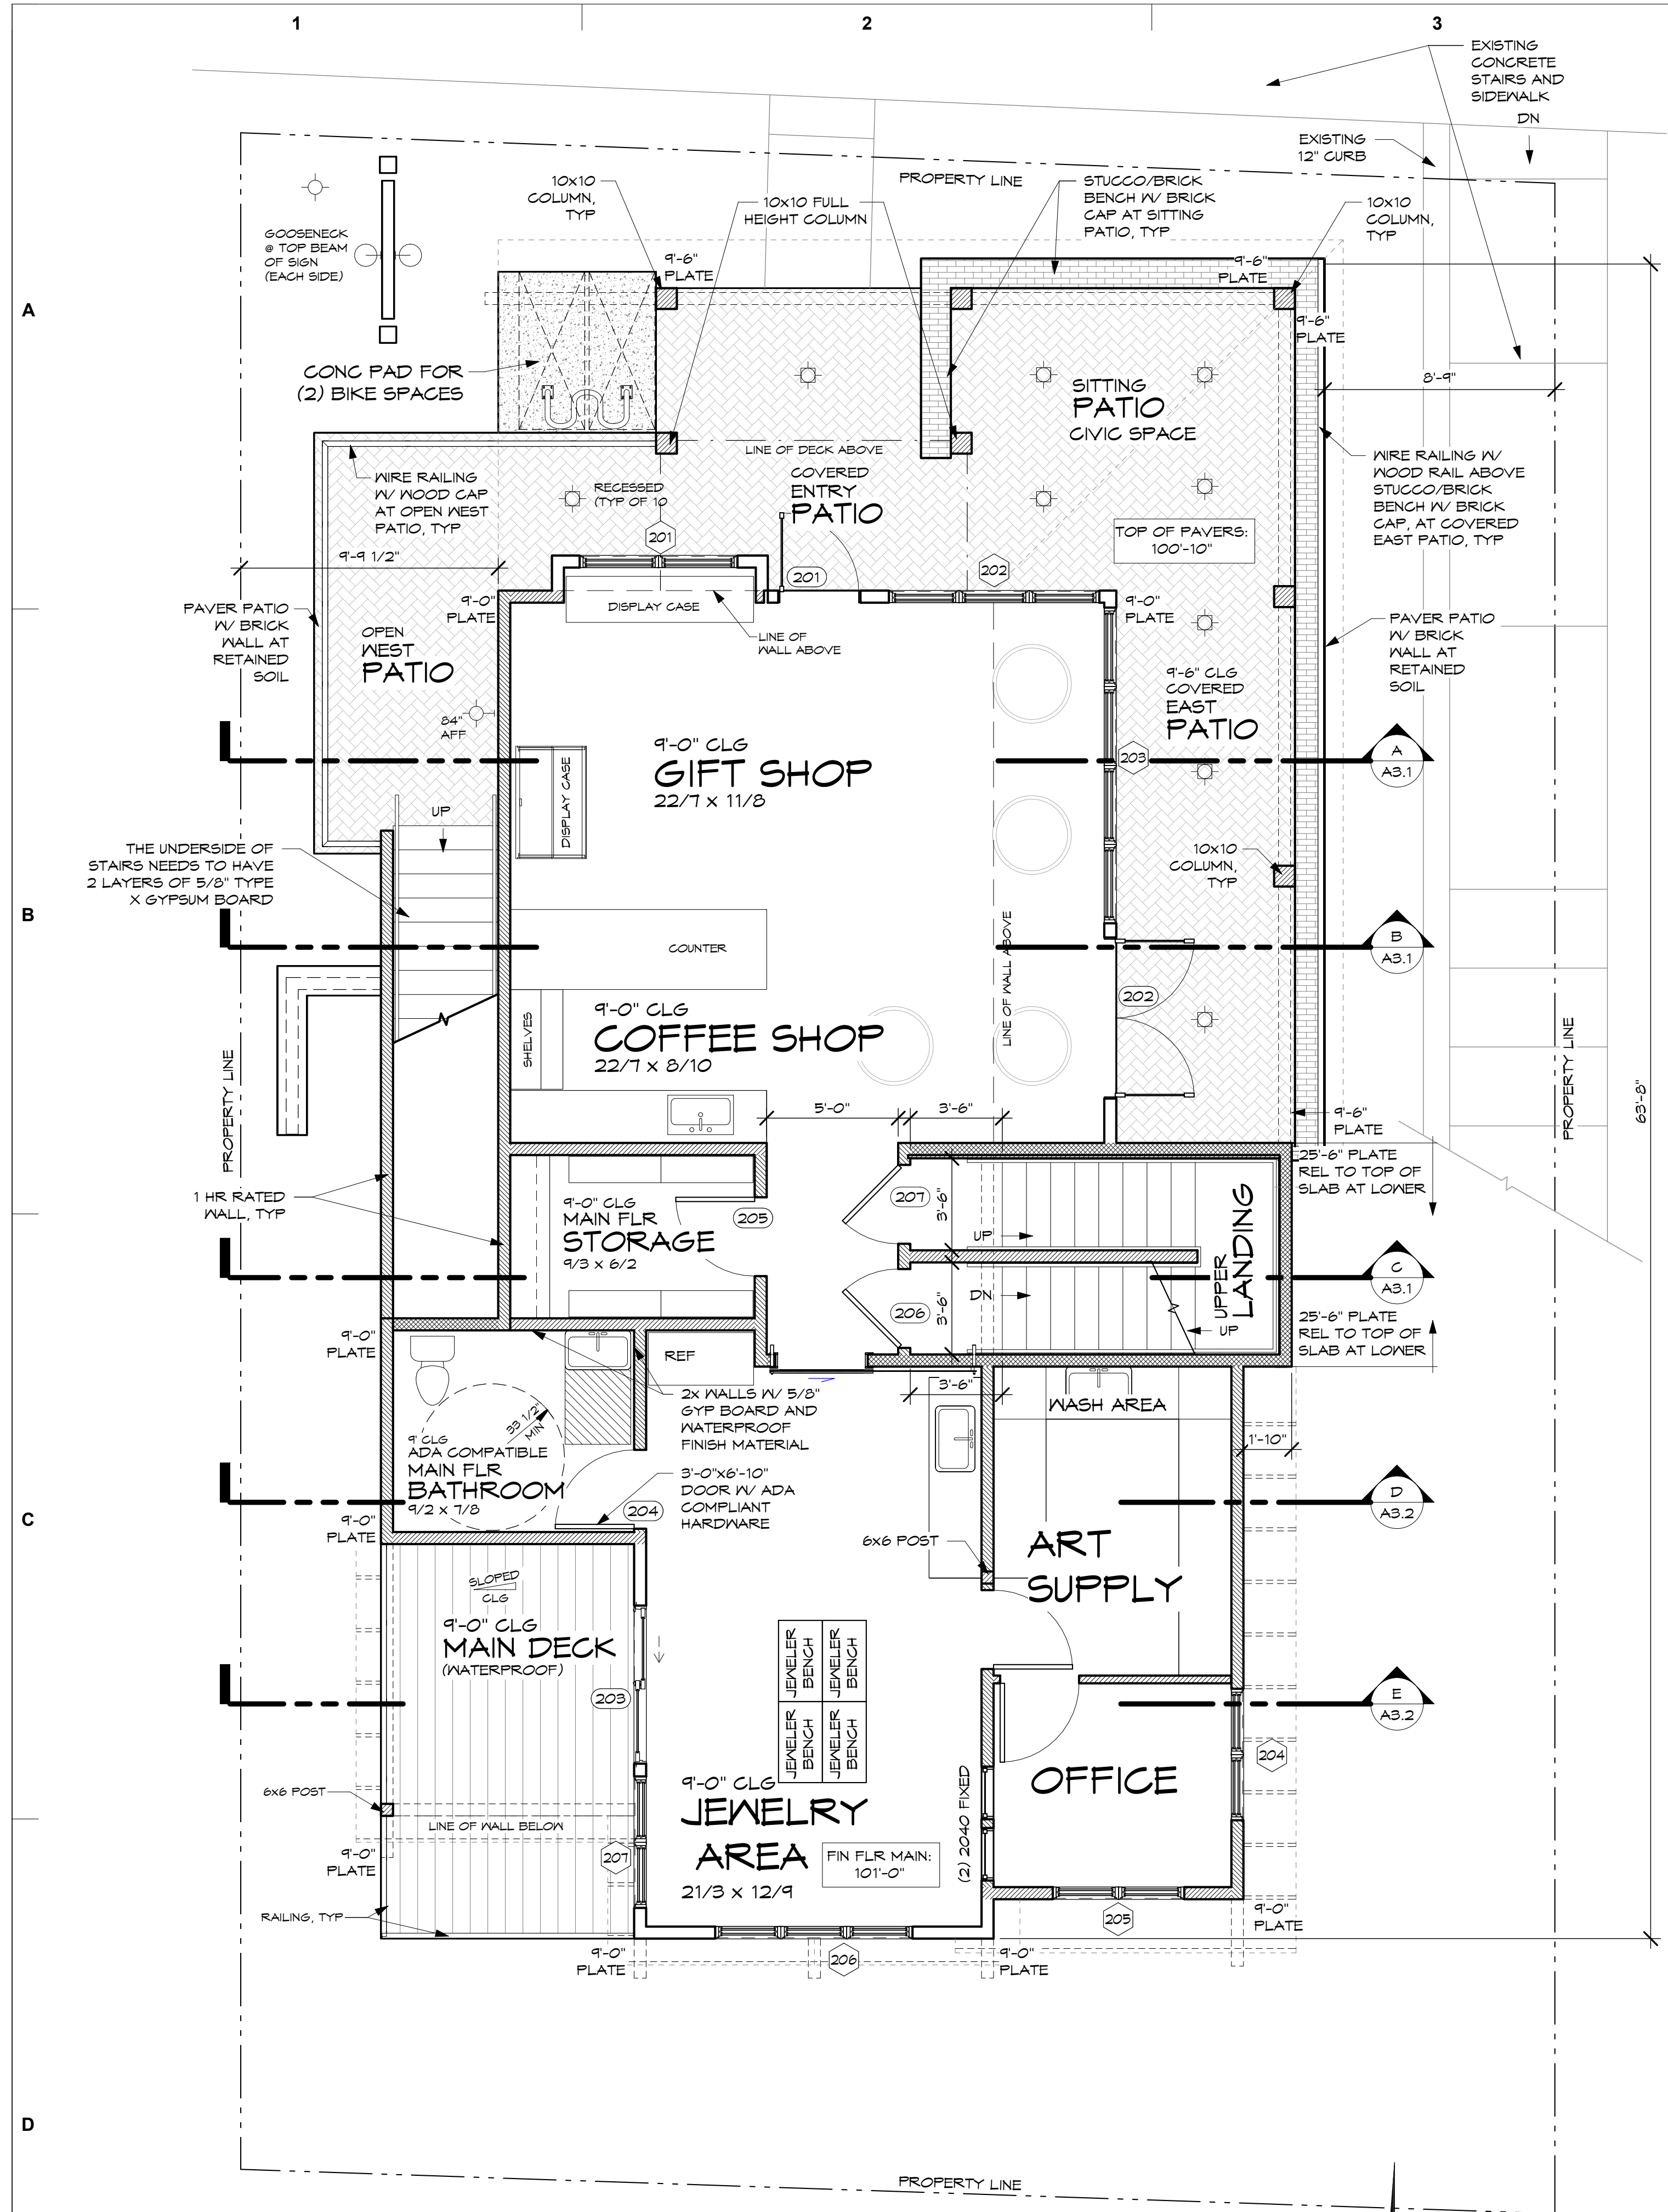 1
2
3
EXISTING
CONCRETE
STAIRS AND
SIDEWALK
DN
EXISTING
12" CURB
PROPERTY LINE
10x10
COLUMN,
TYP
10x10 FULL
HEIGHT COLUMN
STUCCO/BRICK
BENCH W/ BRICK
CAP AT SITTING
PATIO, TYP
10x10
COLUMN,
TYP
GOOSENECK
@ TOP BEAM
OF SIGN
(EACH SIDE)
9'-6"
PLATE
9'-6"
PLATE
A
9'-6"
PLATE
CONC PAD FOR
(2) BIKE SPACES
8'-9"
SITTING
PATIO
CIVIC SPACE
LINE OF DECK ABOVE
WIRE RAILING
W/ WOOD CAP
AT OPEN WEST
PATIO, TYP
RECESSED
(TYP OF 10
COVERED
ENTRY
PATIO
WIRE RAILING W/
WOOD RAIL ABOVE
STUCCO/BRICK
BENCH W/ BRICK
CAP, AT COVERED
EAST PATIO, TYP
TOP OF PAVERS:
100'-10"
9'-9 1/2"
201
201
202
PAVER PATIO
W/ BRICK
WALL AT
RETAINED
SOIL
9'-0"
PLATE
DISPLAY CASE
9'-0"
PLATE
LINE OF
WALL ABOVE
OPEN
WEST
PATIO
PAVER PATIO
W/ BRICK
WALL AT
RETAINED
SOIL
9'-6" CLG
COVERED
EAST
PATIO
84"
AFF
9'-0" CLG
GIFT SHOP
22/7 x 11/8
DISPLAY CASE
203
A
A3.1
UP
THE UNDERSIDE OF
STAIRS NEEDS TO HAVE
2 LAYERS OF 5/8" TYPE
X GYPSUM BOARD
10x10
COLUMN,
TYP
B
COUNTER
LINE OF WALL ABOVE
B
A3.1
202
SHELVES
9'-0" CLG
COFFEE SHOP
22/7 x 8/10
PROPERTY LINE
PROPERTY LINE
63'-8"
5'-0"
3'-6"
9'-6"
PLATE
25'-6" PLATE
REL TO TOP OF
SLAB AT LOWER
1 HR RATED
WALL, TYP
9'-0" CLG
MAIN FLR
STORAGE
9/3 x 6/2
205
207
3'-6"
UP
UPPER
LANDING
C
A3.1
206
3'-6"
DN
UP
25'-6" PLATE
REL TO TOP OF
SLAB AT LOWER
9'-0"
PLATE
REF
2x WALLS W/ 5/8"
GYP BOARD AND
WATERPROOF
FINISH MATERIAL
3'-6"
WASH AREA
33 1/2"
MIN
1'-10"
9' CLG
ADA COMPATIBLE
MAIN FLR
BATHROOM
9/2 x 7/8
3'-0"x6'-10"
DOOR W/ ADA
COMPLIANT
HARDWARE
204
D
A3.2
C
9'-0"
PLATE
6x6 POST
ART
SUPPLY
SLOPED
CLG
9'-0" CLG
MAIN DECK
(WATERPROOF)
JEWELER
BENCH
JEWELER
BENCH
JEWELER
BENCH
JEWELER
BENCH
203
E
A3.2
204
OFFICE
6x6 POST
LINE OF WALL BELOW
9'-0" CLG
JEWELRY
AREA
21/3 x 12/9
(2) 2040 FIXED
FIN FLR MAIN:
101'-0"
9'-0"
PLATE
207
RAILING, TYP
205
9'-0"
PLATE
9'-0"
PLATE
206
9'-0"
PLATE
D
PROPERTY LINE